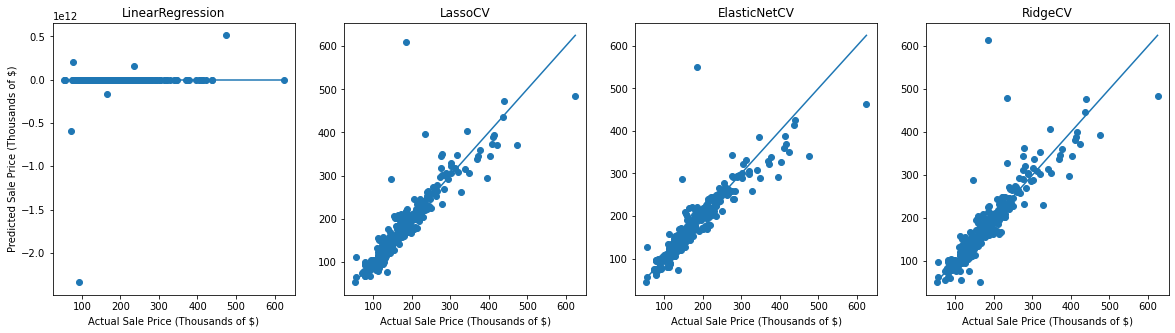 LinearRegression
1e12
0.5
0.0
−0.5
−1.0
−1.5
−2.0
Predicted Sale Price (Thousands of $)
100 200 300 400 500 600
Actual Sale Price (Thousands of $)
LassoCV
600
500
400
300
200
100
100 200 300 400 500 600
Actual Sale Price (Thousands of $)
ElasticNetCV
600
500
400
300
200
100
100 200 300 400 500 600
Actual Sale Price (Thousands of $)
RidgeCV
600
500
400
300
200
100
100 200 300 400 500 600
Actual Sale Price (Thousands of $)